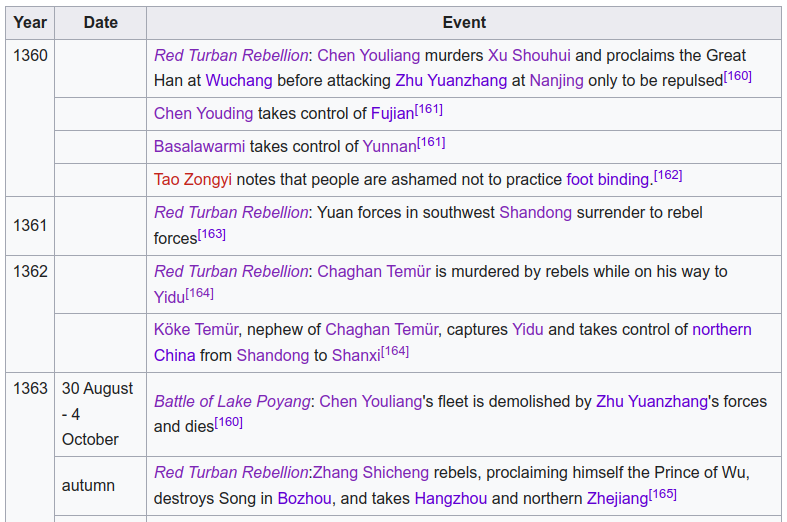 Year Date Event
1360 Red Turban Rebellion: Chen Youliang murders Xu Shouhui and proclaims the Great
Han at Wuchang before attacking Zhu Yuanzhang at Nanjing only to be repulsed[160]
Chen Youding takes control of Fujian[161]
Basalawarmi takes control of Yunnan[161]
Tao Zongyi notes that people are ashamed not to practice foot binding.[162]
1361 Red Turban Rebellion: Yuan forces in southwest Shandong surrender to rebel
forces[163]
1362 Red Turban Rebellion: Chaghan Temür is murdered by rebels while on his way to
Yidu[164]
Köke Temür, nephew of Chaghan Temür, captures Yidu and takes control of northern
China from Shandong to Shanxi[164]
1363 30 August
- 4
October
Battle of Lake Poyang: Chen Youliang's fleet is demolished by Zhu Yuanzhang's forces
and dies[160]
autumn
Red Turban Rebellion:Zhang Shicheng rebels, proclaiming himself the Prince of Wu,
destroys Song in Bozhou, and takes Hangzhou and northern Zhejiang[165]